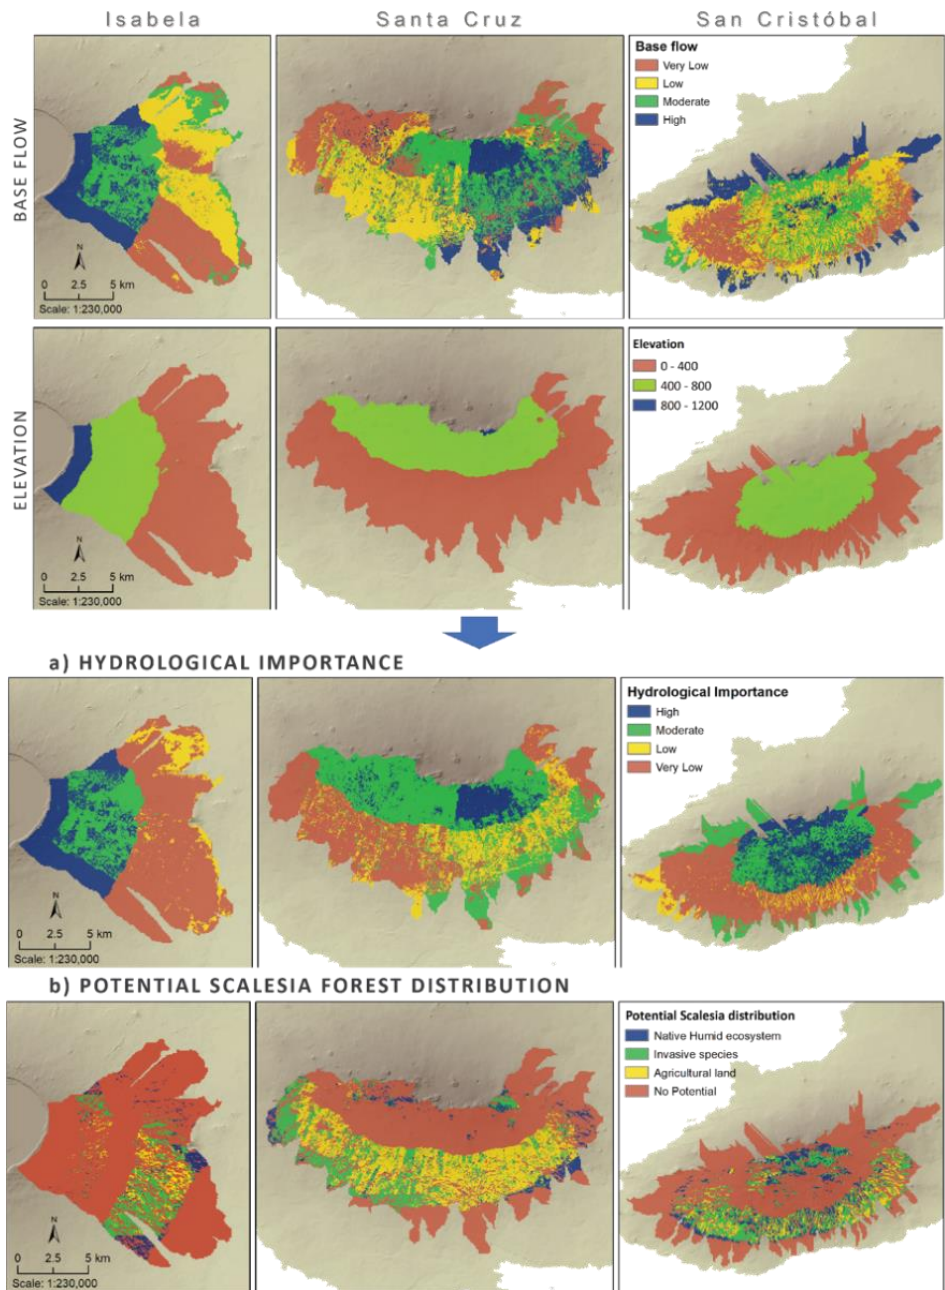 Isabela
Santa Cruz
San Cristóbal
BASE FLOW
N
0 2.5 5 km
Scale: 1:230,000
Base flow
Very Low
Low
Moderate
High
ELEVATION
N
0 2.5 5 km
Scale: 1:230,000
Elevation
0 - 400
400 - 800
800 - 1200
a) HYDROLOGICAL IMPORTANCE
N
0 2.5 5 km
Scale: 1:230,000
Hydrological Importance
High
Moderate
Low
Very Low
b) POTENTIAL SCALESIA FOREST DISTRIBUTION
N
0 2.5 5 km
Scale: 1:230,000
Potential Scalesia distribution
Native Humid ecosystem
Invasive species
Agricultural land
No Potential